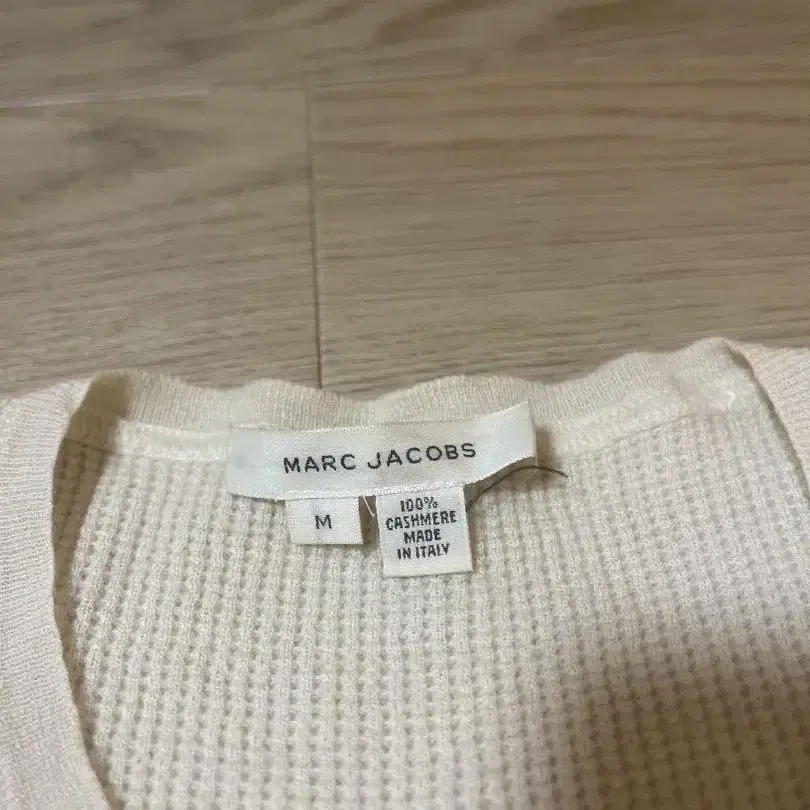 MARC JACOBS
M
100%
CASHMERE
MADE
IN ITALY